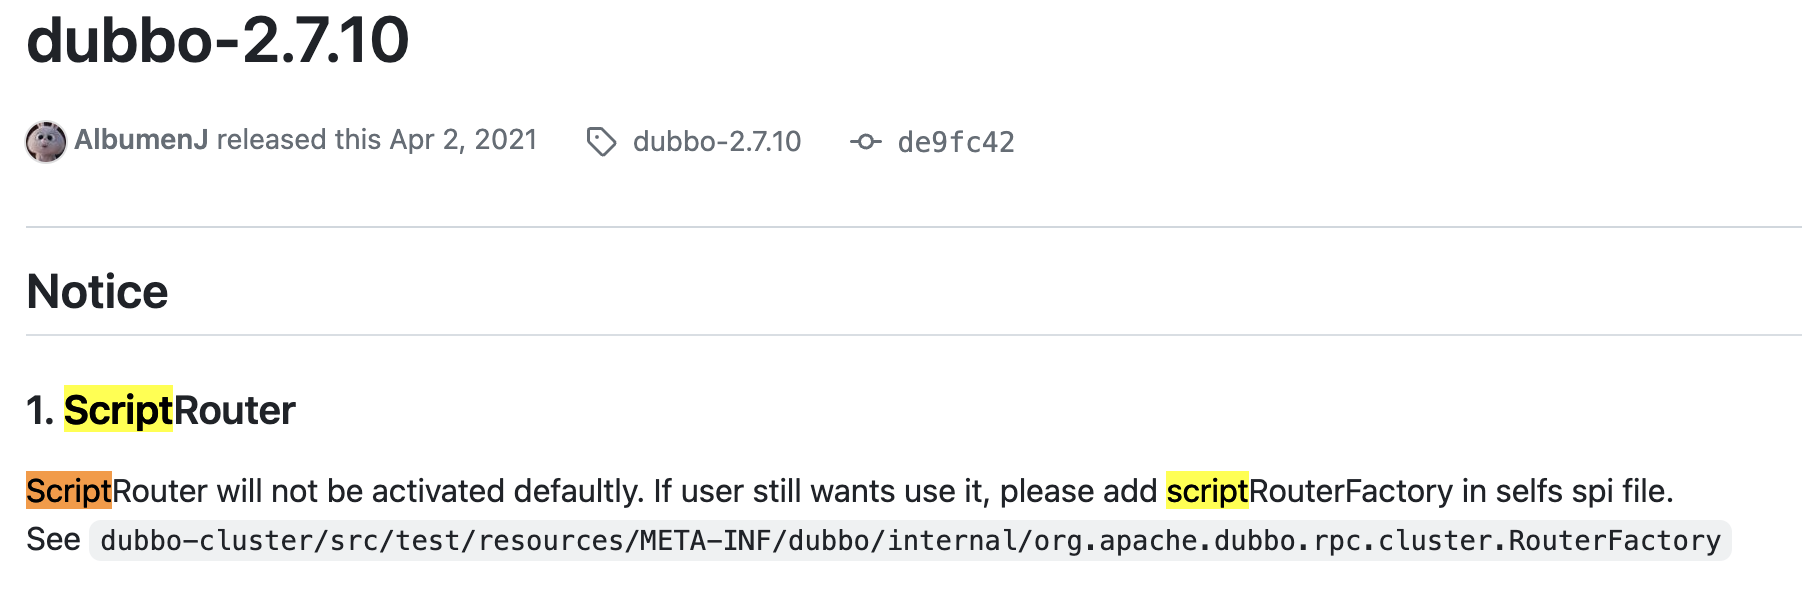 dubbo-2.7.10
AlbumenJ released this Apr 2, 2021 dubbo-2.7.10 de9fc42
Notice
1. ScriptRouter
ScriptRouter will not be activated defaultly. If user still wants use it, please add scriptRouterFactory in selfs spi file.
See dubbo-cluster/src/test/resources/META-INF/dubbo/internal/org.apache.dubbo.rpc.cluster.RouterFactory